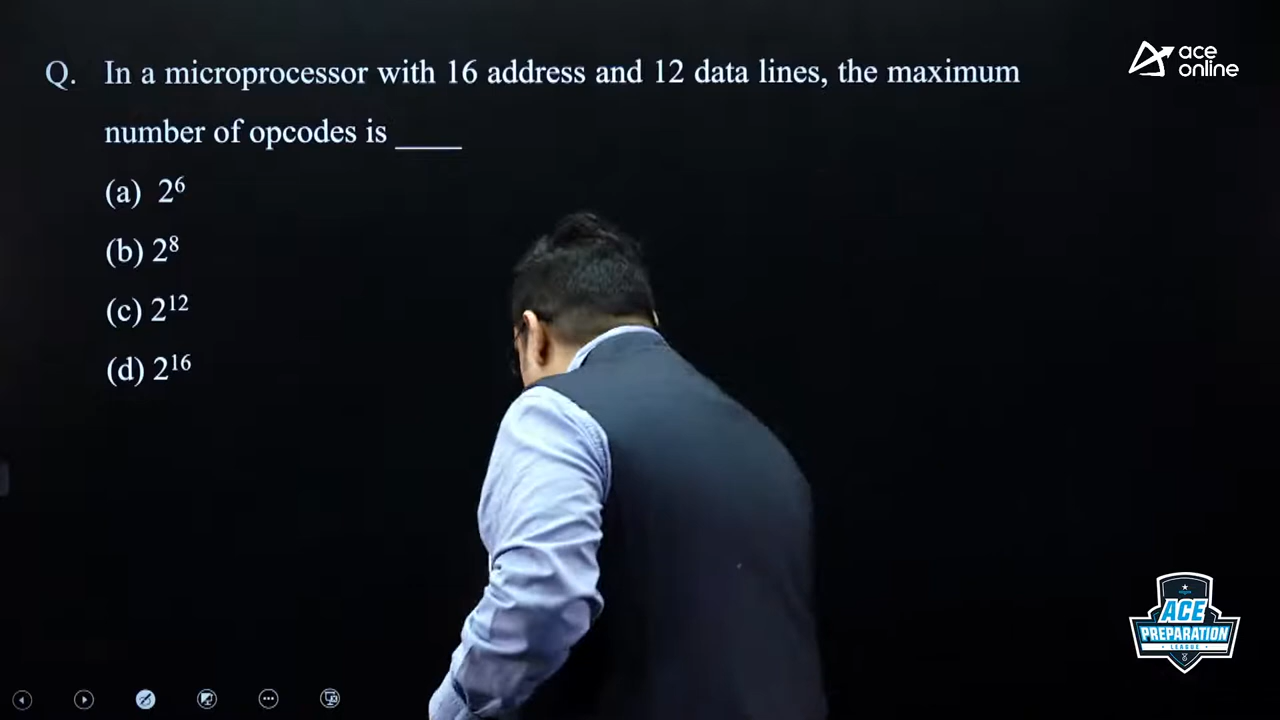 Q. In a microprocessor with 16 address and 12 data lines, the maximum
number of opcodes is ____
(a) 2⁶
(b) 2⁸
(c) 2¹²
(d) 2¹⁶
ace
online
ACE
PREPARATION
LEAGUE